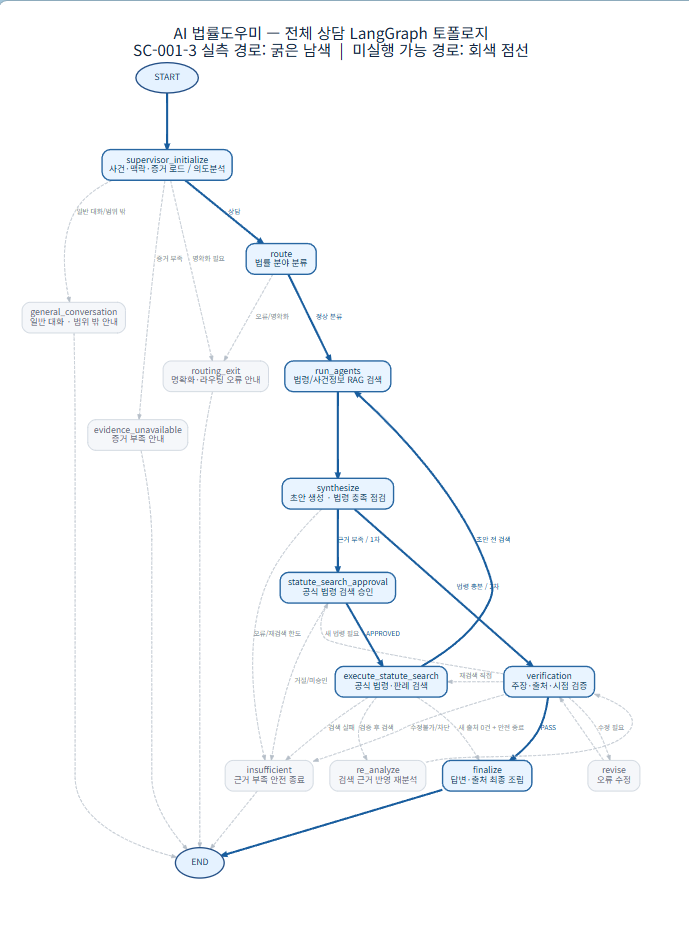 AI 법률도우미 — 전체 상담 LangGraph 토폴로지
SC-001-3 실측 경로: 굵은 남색 | 미실행 가능 경로: 회색 점선
START
supervisor_initialize
사건·맥락·증거 로드 / 의도분석
일반 대화/범위 밖
상담
route
법률 분야 분류
증거 부족
명확화 필요
general_conversation
일반 대화 · 범위 밖 안내
오류/명확화
정상 분류
routing_exit
명확화·라우팅 오류 안내
run_agents
법령/사건정보 RAG 검색
evidence_unavailable
증거 부족 안내
synthesize
초안 생성 · 법령 충족 점검
근거 부족 / 1차
초안 전 검색
statute_search_approval
공식 법령 검색 승인
법령 충분 /
오류/재검색 한도
새 법령 필요
APPROVED
거절/미승인
execute_statute_search
공식 법령·판례 검색
재검색 직접
verification
주장·출처·시점 검증
검색 실패
검증 후 검색
수정불가/차단
새 출처 0건 + 안전 종료
PASS
수정 필요
insufficient
근거 부족 안전 종료
re_analyze
검색 근거 반영 재분석
finalize
답변·출처 최종 조립
revise
오류 수정
END